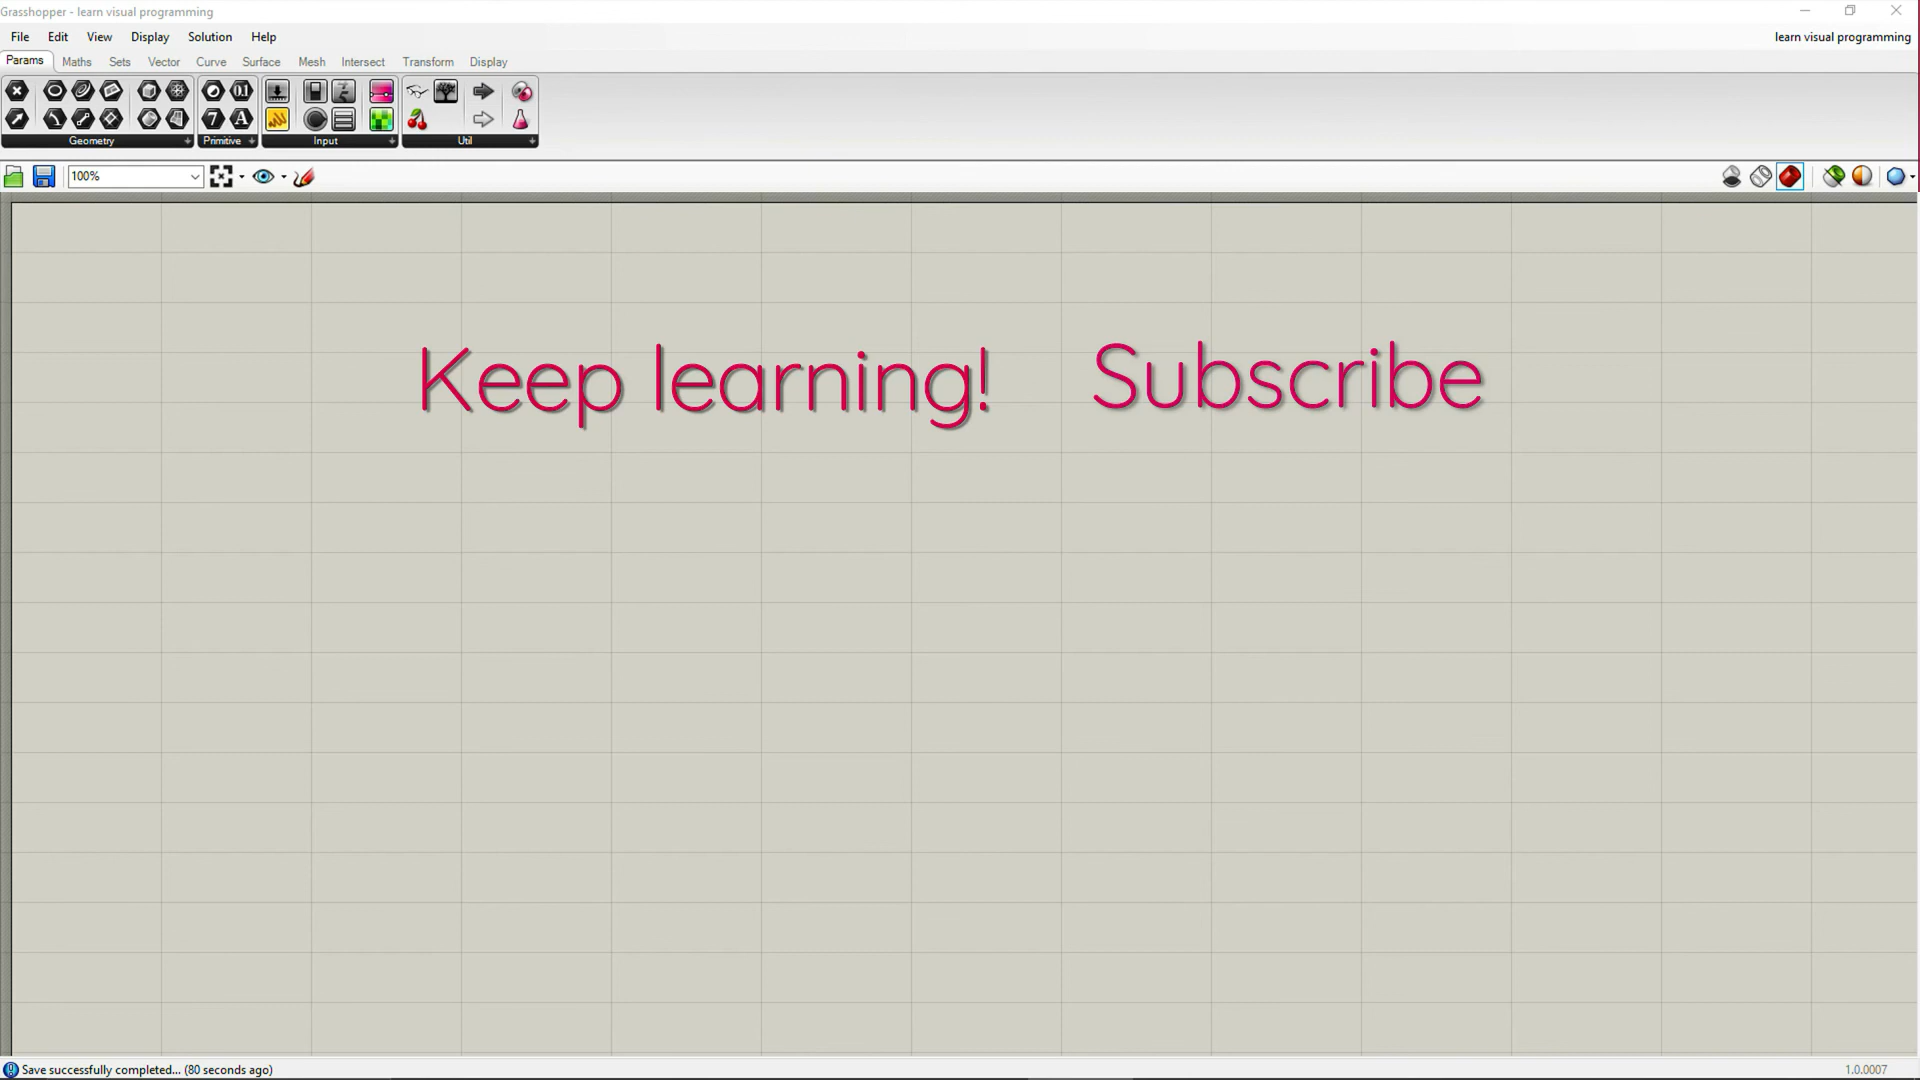 Grasshopper - learn visual programming
File Edit View Display Solution Help learn visual programming
Params Maths Sets Vector Curve Surface Mesh Intersect Transform Display
Geometry Primitive Input Util
100%
Keep learning! Subscribe
Save successfully completed... (80 seconds ago) 1.0.0007